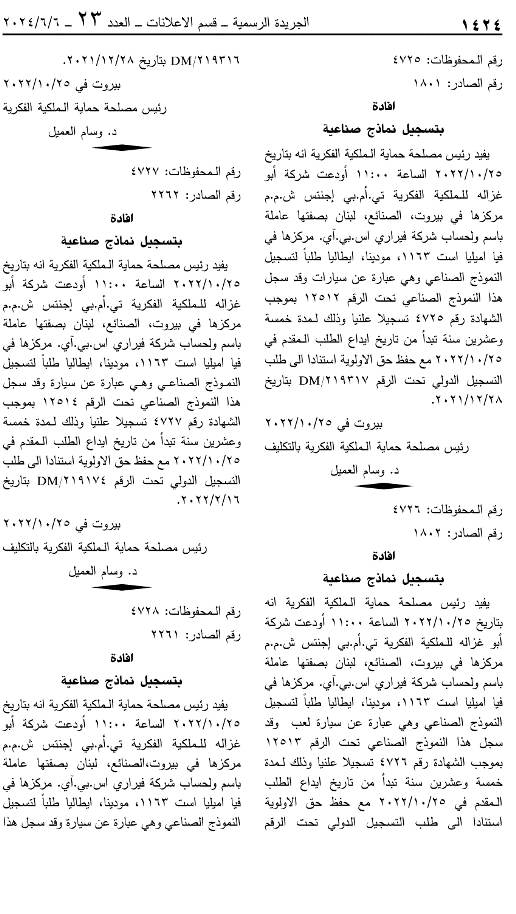 ١٤٢٤
الجريدة الرسمية ــ قسم الاعلانات ــ العدد ٢٣ ــ ٢٠٢٤/٦/٦
رقم المحفوظات: ٤٧٢٥
رقم الصادر: ١٨٠١
افادة
بتسجيل نماذج صناعية
يفيد رئيس مصلحة حماية الملكية الفكرية انه بتاريخ
٢٠٢٢/١٠/٢٥ الساعة ١١:٠٠ أودعت شركة أبو
غزاله للملكية الفكرية تي.أم.بي إجنتس ش.م.م
مركزها في بيروت، الصنائع، لبنان بصفتها عاملة
باسم ولحساب شركة فيراري اس.بي.آي. مركزها في
فيا اميليا است ١١٦٣، مودينا، ايطاليا طلباً لتسجيل
النموذج الصناعي وهي عبارة عن سيارات وقد سجل
هذا النموذج الصناعي تحت الرقم ١٢٥١٢ بموجب
الشهادة رقم ٤٧٢٥ تسجيلا علنيا وذلك لمدة خمسة
وعشرين سنة تبدأ من تاريخ ايداع الطلب المقدم في
٢٠٢٢/١٠/٢٥ مع حفظ حق الاولوية استنادا الى طلب
التسجيل الدولي تحت الرقم DM/٢١٩٣١٧ بتاريخ
٢٠٢١/١٢/٢٨.
بيروت في ٢٠٢٢/١٠/٢٥
رئيس مصلحة حماية الملكية الفكرية بالتكليف
د. وسام العميل
رقم المحفوظات: ٤٧٢٦
رقم الصادر: ١٨٠٢
افادة
بتسجيل نماذج صناعية
يفيد رئيس مصلحة حماية الملكية الفكرية انه
بتاريخ ٢٠٢٢/١٠/٢٥ الساعة ١١:٠٠ أودعت شركة
أبو غزاله للملكية الفكرية تي.أم.بي إجنتس ش.م.م
مركزها في بيروت، الصنائع، لبنان بصفتها عاملة
باسم ولحساب شركة فيراري اس.بي.آي. مركزها في
فيا اميليا است ١١٦٣، مودينا، ايطاليا طلباً لتسجيل
النموذج الصناعي وهي عبارة عن سيارة لعب وقد
سجل هذا النموذج الصناعي تحت الرقم ١٢٥١٣
بموجب الشهادة رقم ٤٧٢٦ تسجيلا علنيا وذلك لمدة
خمسة وعشرين سنة تبدأ من تاريخ ايداع الطلب
المقدم في ٢٠٢٢/١٠/٢٥ مع حفظ حق الاولوية
استنادا الى طلب التسجيل الدولي تحت الرقم
DM/٢١٩٣١٦ بتاريخ ٢٠٢١/١٢/٢٨.
بيروت في ٢٠٢٢/١٠/٢٥
رئيس مصلحة حماية الملكية الفكرية
د. وسام العميل
رقم المحفوظات: ٤٧٢٧
رقم الصادر: ٢٢٦٢
افادة
بتسجيل نماذج صناعية
يفيد رئيس مصلحة حماية الملكية الفكرية انه بتاريخ
٢٠٢٢/١٠/٢٥ الساعة ١١:٠٠ أودعت شركة أبو
غزاله للملكية الفكرية تي.أم.بي إجنتس ش.م.م
مركزها في بيروت، الصنائع، لبنان بصفتها عاملة
باسم ولحساب شركة فيراري اس.بي.آي. مركزها في
فيا اميليا است ١١٦٣، مودينا، ايطاليا طلباً لتسجيل
النموذج الصناعي وهي عبارة عن سيارة وقد سجل
هذا النموذج الصناعي تحت الرقم ١٢٥١٤ بموجب
الشهادة رقم ٤٧٢٧ تسجيلا علنيا وذلك لمدة خمسة
وعشرين سنة تبدأ من تاريخ ايداع الطلب المقدم في
٢٠٢٢/١٠/٢٥ مع حفظ حق الاولوية استنادا الى طلب
التسجيل الدولي تحت الرقم DM/٢١٩١٧٤ بتاريخ
٢٠٢٢/٢/١٦.
بيروت في ٢٠٢٢/١٠/٢٥
رئيس مصلحة حماية الملكية الفكرية بالتكليف
د. وسام العميل
رقم المحفوظات: ٤٧٢٨
رقم الصادر: ٢٢٦١
افادة
بتسجيل نماذج صناعية
يفيد رئيس مصلحة حماية الملكية الفكرية انه بتاريخ
٢٠٢٢/١٠/٢٥ الساعة ١١:٠٠ أودعت شركة أبو
غزاله للملكية الفكرية تي.أم.بي إجنتس ش.م.م
مركزها في بيروت،الصنائع، لبنان بصفتها عاملة
باسم ولحساب شركة فيراري اس.بي.آي. مركزها في
فيا اميليا است ١١٦٣، مودينا، ايطاليا طلباً لتسجيل
النموذج الصناعي وهي عبارة عن سيارة وقد سجل هذا